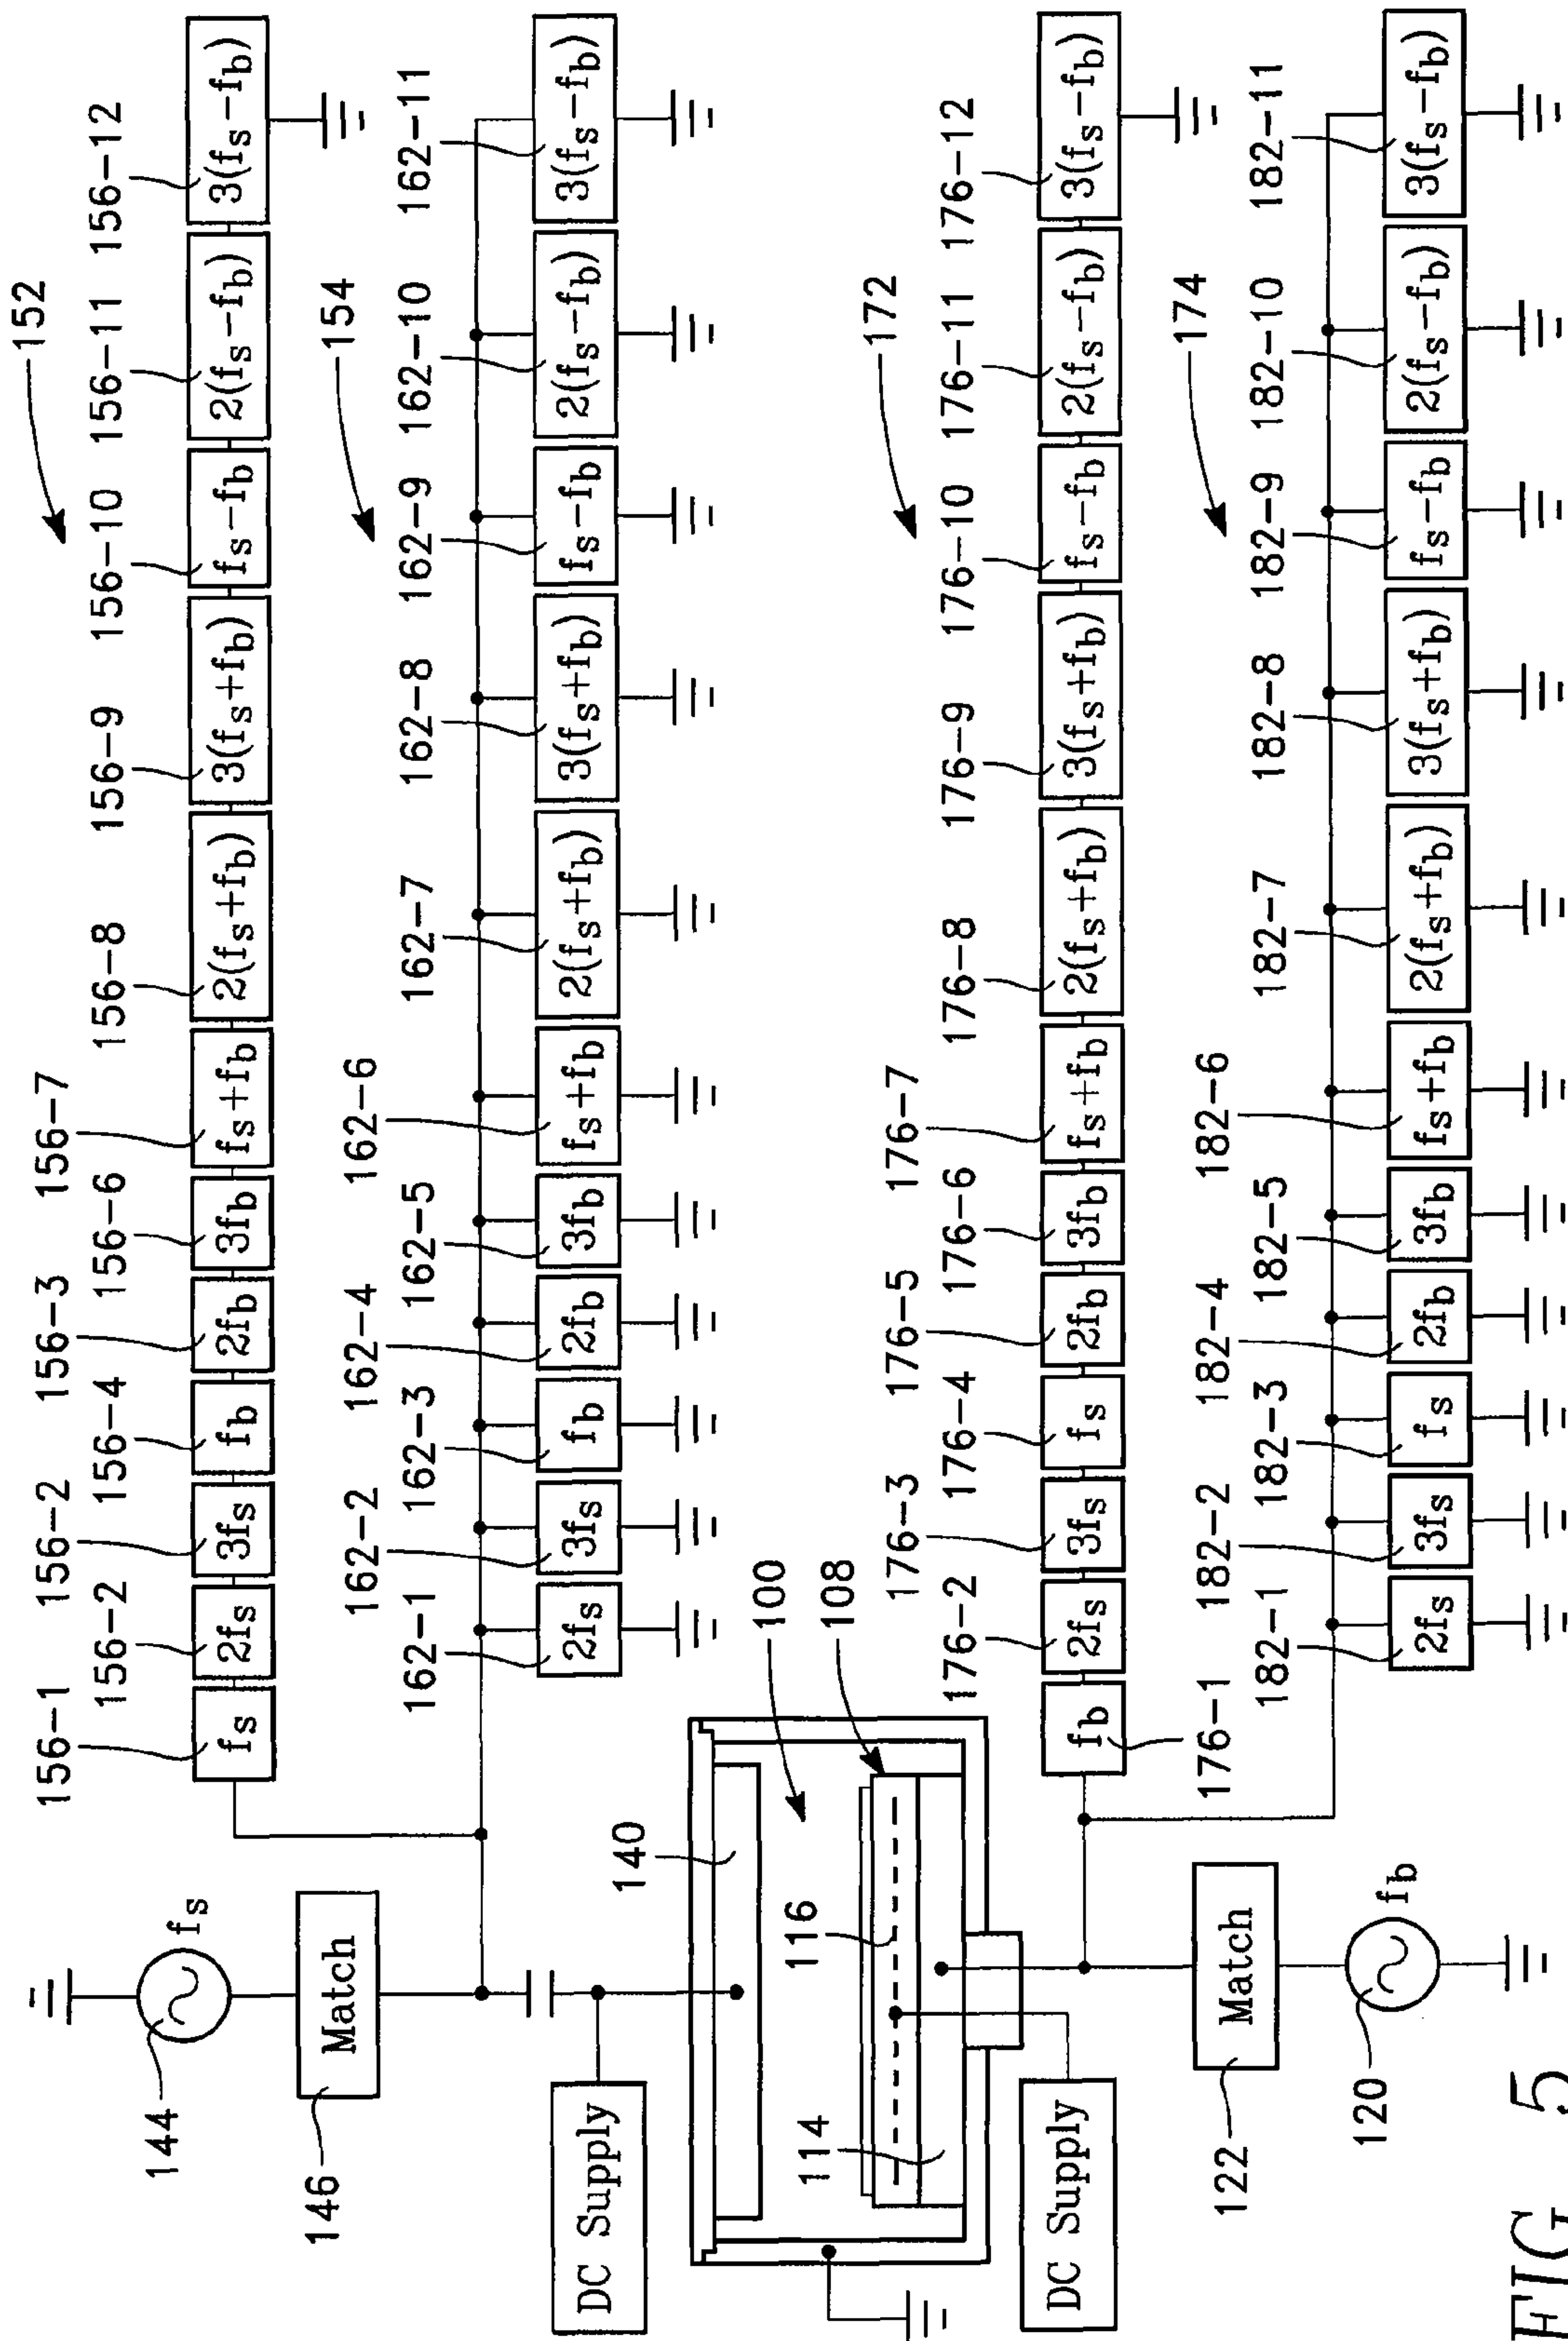 152
156-1
156-2
156-2
156-4
156-3
156-6
156-7
156-8
156-9
156-10
156-11
156-12
fs
2fs
3fs
fb
2fb
3fb
fs+fb
2(fs+fb)
3(fs+fb)
fs-fb
2(fs-fb)
3(fs-fb)
154
162-1
162-2
162-3
162-4
162-5
162-6
162-7
162-8
162-9
162-10
162-11
2fs
3fs
fb
2fb
3fb
fs+fb
2(fs+fb)
3(fs+fb)
fs-fb
2(fs-fb)
3(fs-fb)
144
fs
146
Match
DC Supply
140
100
108
116
114
DC Supply
172
176-1
176-2
176-3
176-4
176-5
176-6
176-7
176-8
176-9
176-10
176-11
176-12
fb
2fs
3fs
fs
2fb
3fb
fs+fb
2(fs+fb)
3(fs+fb)
fs-fb
2(fs-fb)
3(fs-fb)
174
182-1
182-2
182-3
182-4
182-5
182-6
182-7
182-8
182-9
182-10
182-11
2fs
3fs
fs
2fb
3fb
fs+fb
2(fs+fb)
3(fs+fb)
fs-fb
2(fs-fb)
3(fs-fb)
122
Match
120
fb
FIG. 5